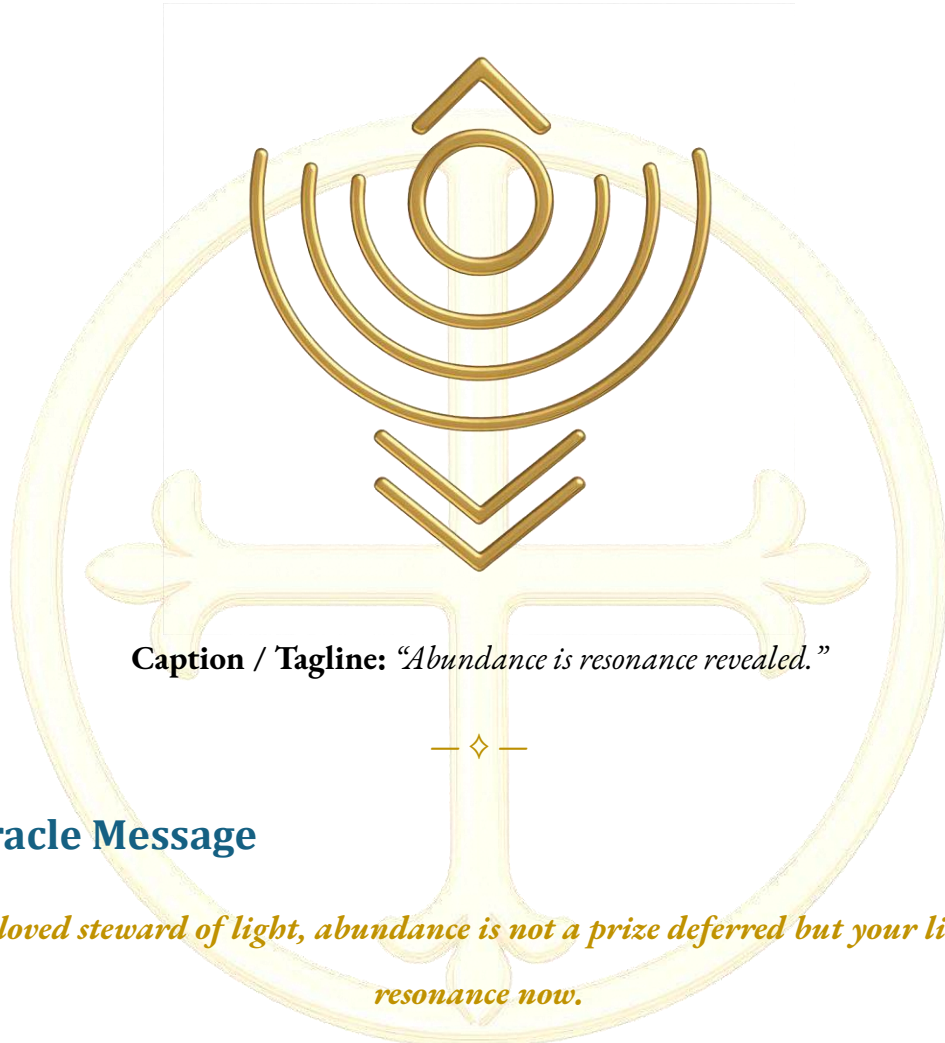 Caption / Tagline: “Abundance is resonance revealed.”
racle Message
loved steward of light, abundance is not a prize deferred but your li
resonance now.